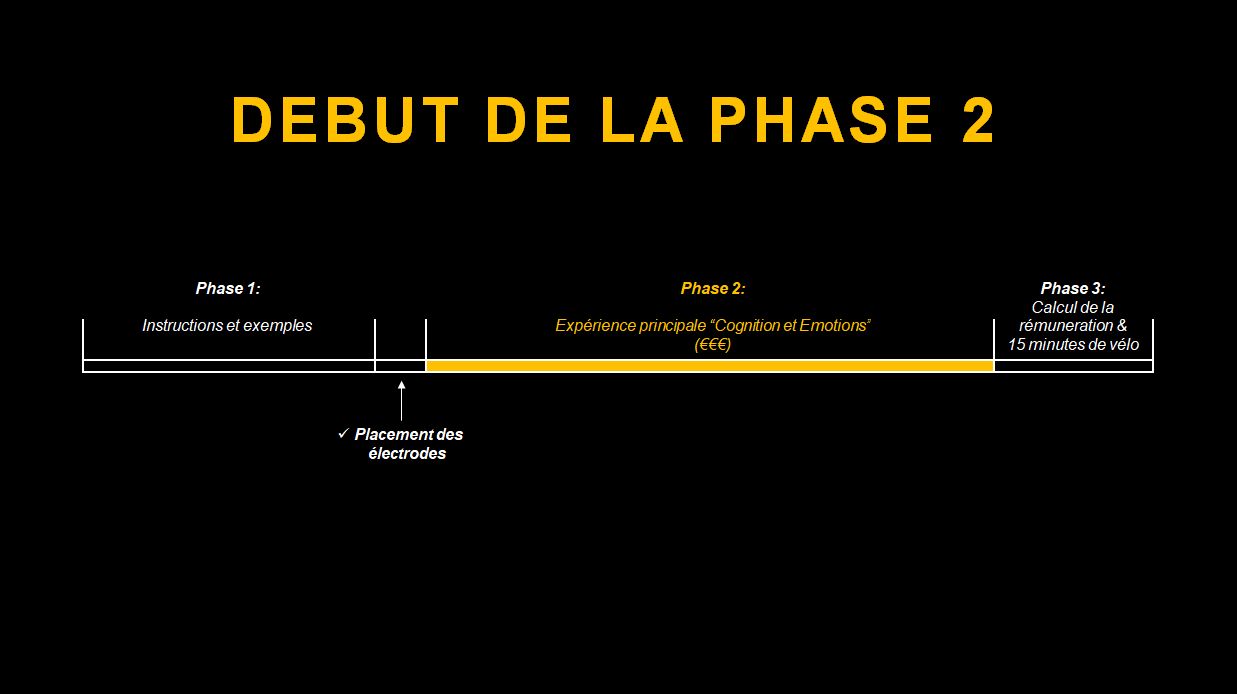 DEBUT DE LA PHASE 2
Phase 1:
Instructions et exemples
Phase 2:
Expérience principale “Cognition et Emotions”
(€€€)
Phase 3:
Calcul de la
rémuneration &
15 minutes de vélo
✓ Placement des
électrodes